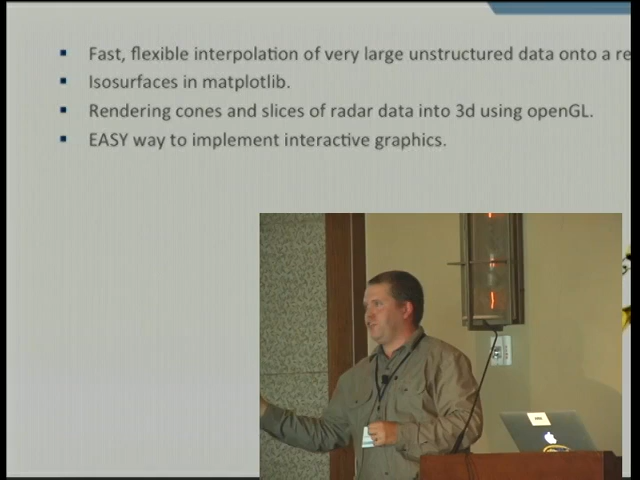 Fast, flexible interpolation of very large unstructured data onto a re
Isosurfaces in matplotlib.
Rendering cones and slices of radar data into 3d using openGL.
EASY way to implement interactive graphics.